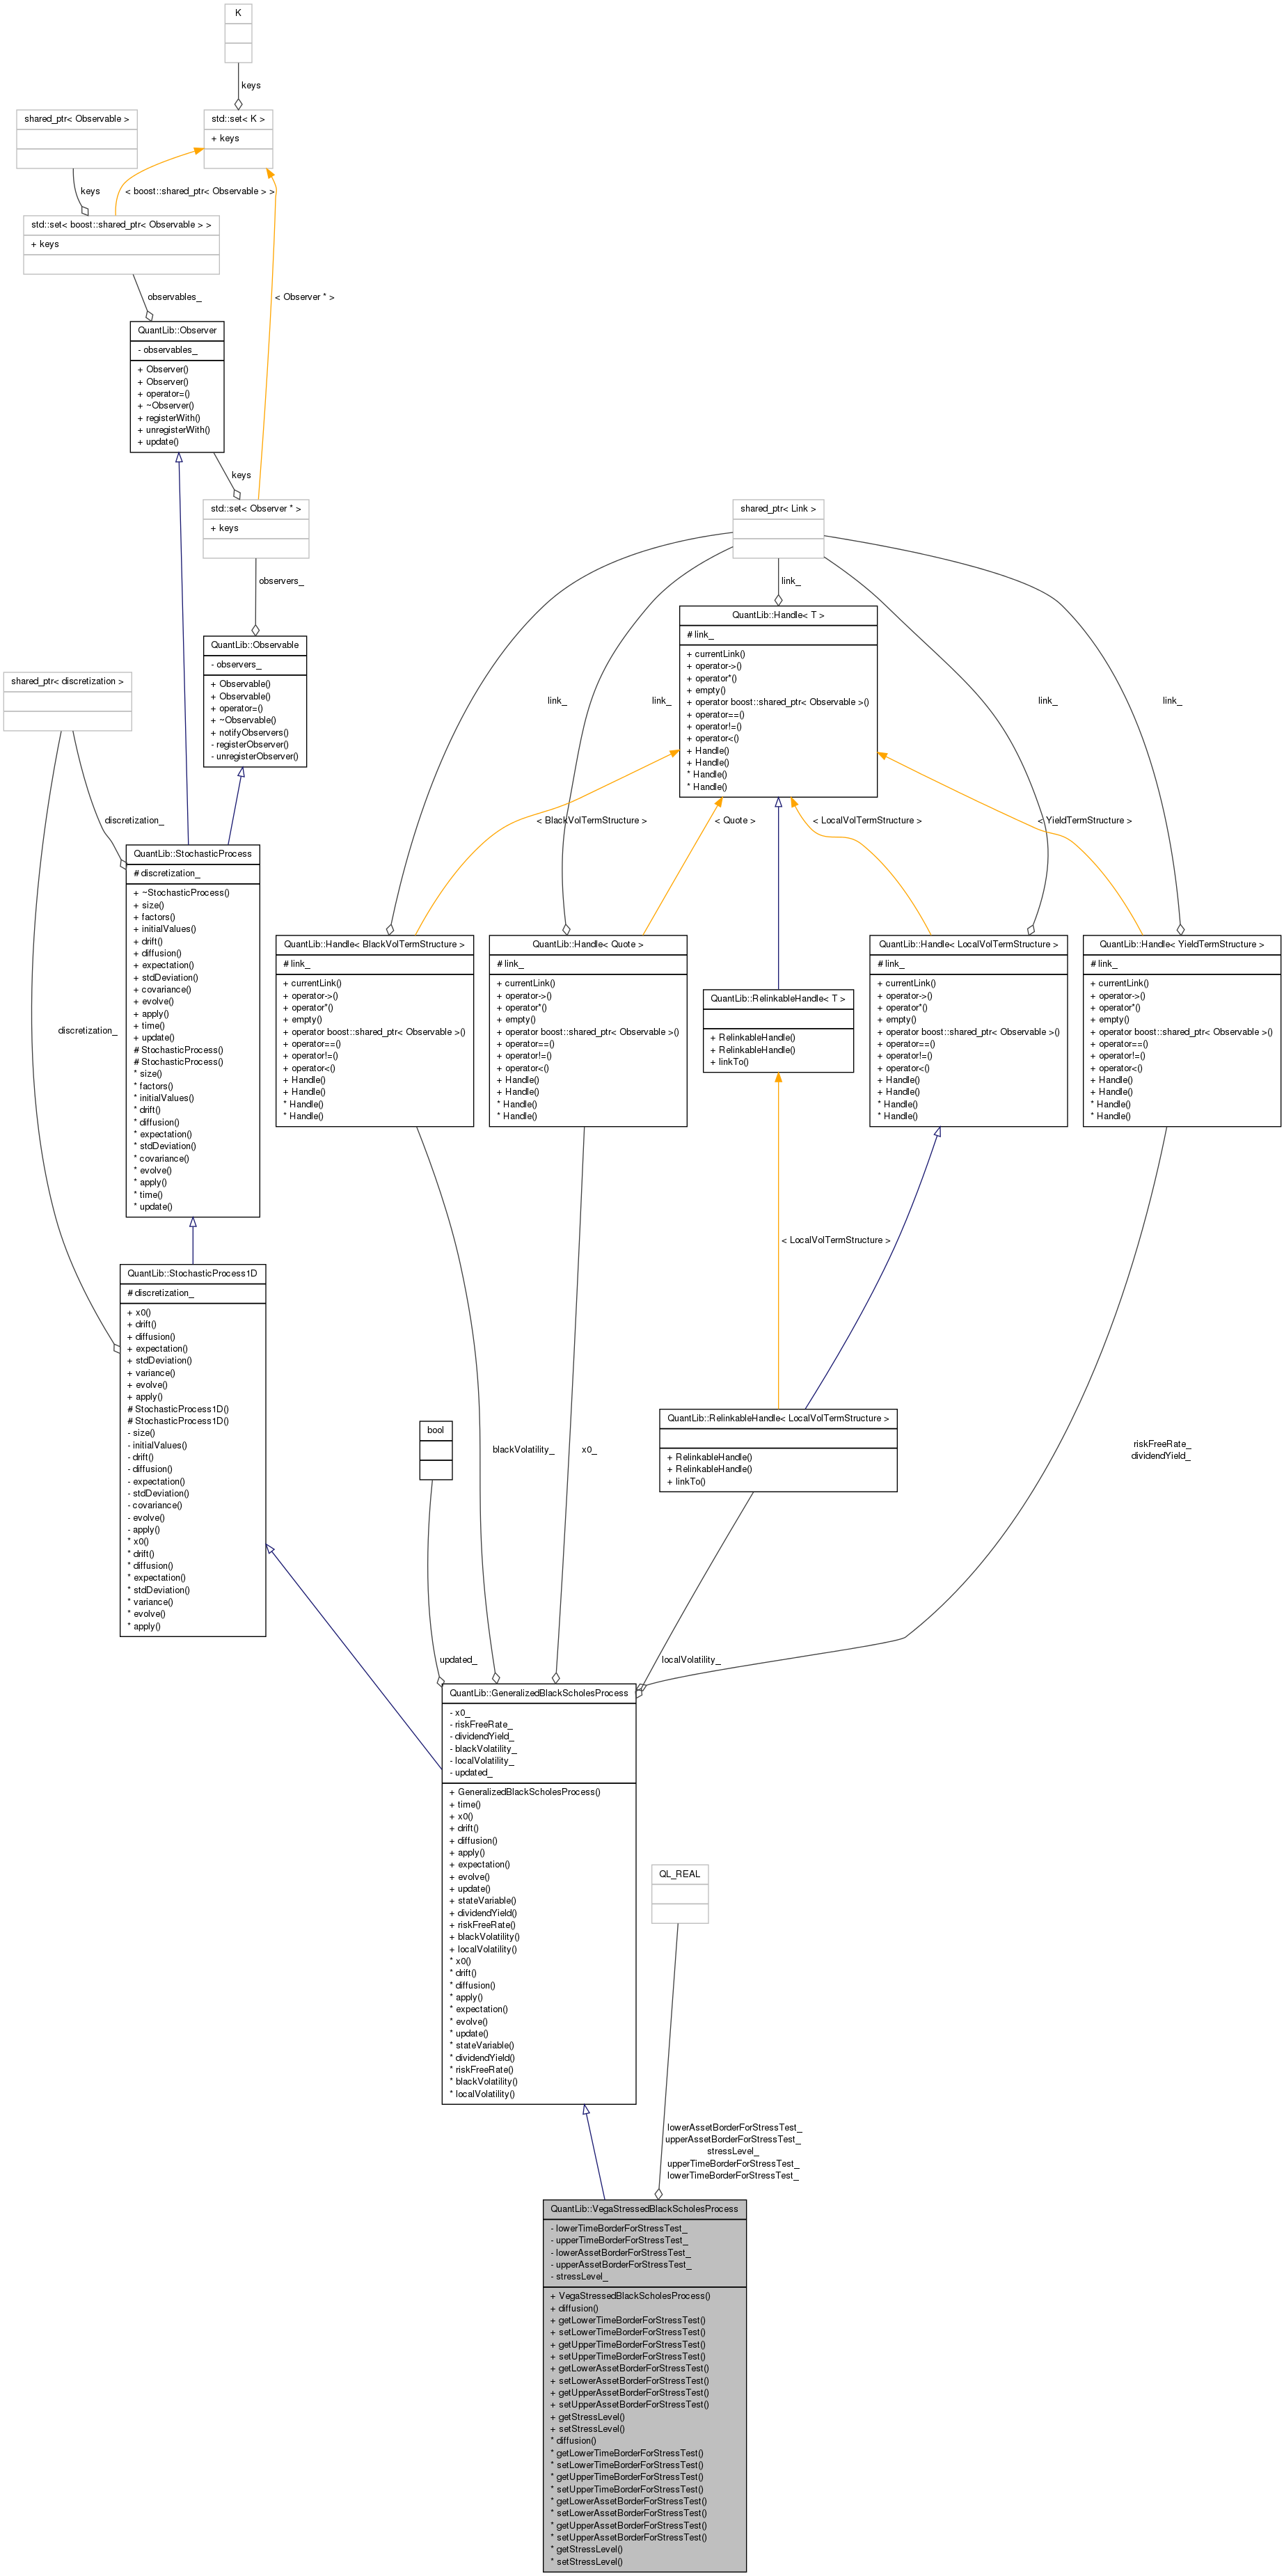 K
keys
shared_ptr< Observable >
std::set< K >
+ keys
keys
< boost::shared_ptr< Observable > >
std::set< boost::shared_ptr< Observable > >
+ keys
observables_
< Observer * >
QuantLib::Observer
- observables_
+ Observer()
+ Observer()
+ operator=()
+ ~Observer()
+ registerWith()
+ unregisterWith()
+ update()
keys
std::set< Observer * >
+ keys
shared_ptr< Link >
observers_
link_
QuantLib::Observable
- observers_
+ Observable()
+ Observable()
+ operator=()
+ ~Observable()
+ notifyObservers()
- registerObserver()
- unregisterObserver()
QuantLib::Handle< T >
# link_
+ currentLink()
+ operator->()
+ operator*()
+ empty()
+ operator boost::shared_ptr< Observable >()
+ operator==()
+ operator!=()
+ operator<()
+ Handle()
+ Handle()
* Handle()
* Handle()
shared_ptr< discretization >
link_
link_
link_
link_
discretization_
< BlackVolTermStructure >
< Quote >
< LocalVolTermStructure >
< YieldTermStructure >
QuantLib::StochasticProcess
# discretization_
+ ~StochasticProcess()
+ size()
+ factors()
+ initialValues()
+ drift()
+ diffusion()
+ expectation()
+ stdDeviation()
+ covariance()
+ evolve()
+ apply()
+ time()
+ update()
# StochasticProcess()
# StochasticProcess()
* size()
* factors()
* initialValues()
* drift()
* diffusion()
* expectation()
* stdDeviation()
* covariance()
* evolve()
* apply()
* time()
* update()
discretization_
QuantLib::Handle< BlackVolTermStructure >
# link_
+ currentLink()
+ operator->()
+ operator*()
+ empty()
+ operator boost::shared_ptr< Observable >()
+ operator==()
+ operator!=()
+ operator<()
+ Handle()
+ Handle()
* Handle()
* Handle()
QuantLib::Handle< Quote >
# link_
+ currentLink()
+ operator->()
+ operator*()
+ empty()
+ operator boost::shared_ptr< Observable >()
+ operator==()
+ operator!=()
+ operator<()
+ Handle()
+ Handle()
* Handle()
* Handle()
QuantLib::RelinkableHandle< T >
+ RelinkableHandle()
+ RelinkableHandle()
+ linkTo()
QuantLib::Handle< LocalVolTermStructure >
# link_
+ currentLink()
+ operator->()
+ operator*()
+ empty()
+ operator boost::shared_ptr< Observable >()
+ operator==()
+ operator!=()
+ operator<()
+ Handle()
+ Handle()
* Handle()
* Handle()
QuantLib::Handle< YieldTermStructure >
# link_
+ currentLink()
+ operator->()
+ operator*()
+ empty()
+ operator boost::shared_ptr< Observable >()
+ operator==()
+ operator!=()
+ operator<()
+ Handle()
+ Handle()
* Handle()
* Handle()
< LocalVolTermStructure >
QuantLib::StochasticProcess1D
# discretization_
+ x0()
+ drift()
+ diffusion()
+ expectation()
+ stdDeviation()
+ variance()
+ evolve()
+ apply()
# StochasticProcess1D()
# StochasticProcess1D()
- size()
- initialValues()
- drift()
- diffusion()
- expectation()
- stdDeviation()
- covariance()
- evolve()
- apply()
* x0()
* drift()
* diffusion()
* expectation()
* stdDeviation()
* variance()
* evolve()
* apply()
bool
blackVolatility_
x0_
QuantLib::RelinkableHandle< LocalVolTermStructure >
+ RelinkableHandle()
+ RelinkableHandle()
+ linkTo()
riskFreeRate_
dividendYield_
updated_
localVolatility_
QuantLib::GeneralizedBlackScholesProcess
- x0_
- riskFreeRate_
- dividendYield_
- blackVolatility_
- localVolatility_
- updated_
+ GeneralizedBlackScholesProcess()
+ time()
+ x0()
+ drift()
+ diffusion()
+ apply()
+ expectation()
+ evolve()
+ update()
+ stateVariable()
+ dividendYield()
+ riskFreeRate()
+ blackVolatility()
+ localVolatility()
* x0()
* drift()
* diffusion()
* apply()
* expectation()
* evolve()
* update()
* stateVariable()
* dividendYield()
* riskFreeRate()
* blackVolatility()
* localVolatility()
QL_REAL
lowerAssetBorderForStressTest_
upperAssetBorderForStressTest_
stressLevel_
upperTimeBorderForStressTest_
lowerTimeBorderForStressTest_
QuantLib::VegaStressedBlackScholesProcess
- lowerTimeBorderForStressTest_
- upperTimeBorderForStressTest_
- lowerAssetBorderForStressTest_
- upperAssetBorderForStressTest_
- stressLevel_
+ VegaStressedBlackScholesProcess()
+ diffusion()
+ getLowerTimeBorderForStressTest()
+ setLowerTimeBorderForStressTest()
+ getUpperTimeBorderForStressTest()
+ setUpperTimeBorderForStressTest()
+ getLowerAssetBorderForStressTest()
+ setLowerAssetBorderForStressTest()
+ getUpperAssetBorderForStressTest()
+ setUpperAssetBorderForStressTest()
+ getStressLevel()
+ setStressLevel()
* diffusion()
* getLowerTimeBorderForStressTest()
* setLowerTimeBorderForStressTest()
* getUpperTimeBorderForStressTest()
* setUpperTimeBorderForStressTest()
* getLowerAssetBorderForStressTest()
* setLowerAssetBorderForStressTest()
* getUpperAssetBorderForStressTest()
* setUpperAssetBorderForStressTest()
* getStressLevel()
* setStressLevel()